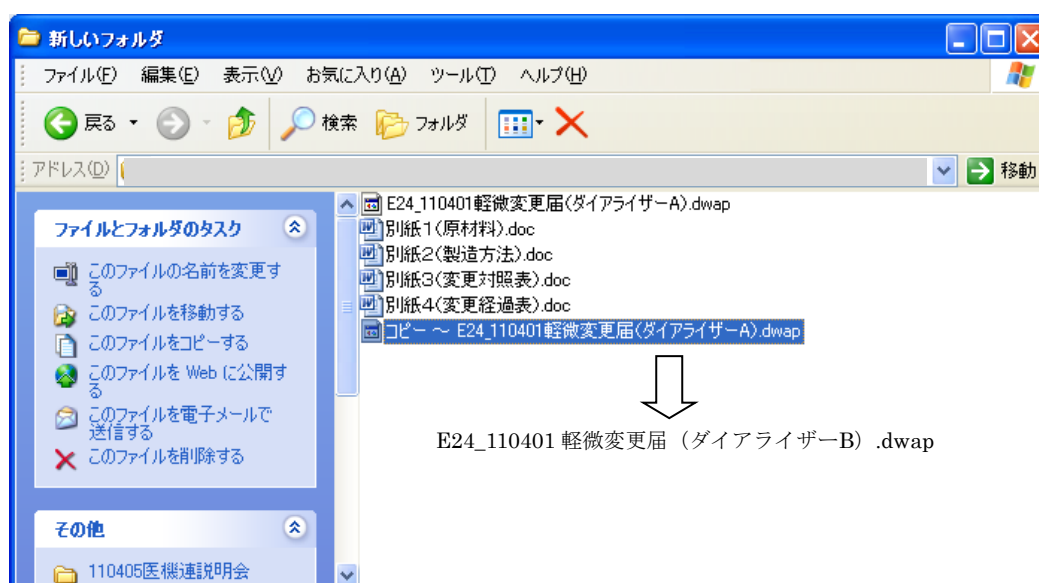 新しいフォルダ
ファイル(F) 編集(E) 表示(V) お気に入り(A) ツール(T) ヘルプ(H)
戻る 検索 フォルダ
アドレス(D) 移動
ファイルとフォルダのタスク
このファイルの名前を変更す
る
このファイルを移動する
このファイルをコピーする
このファイルを Web に公開す
る
このファイルを電子メールで
送信する
このファイルを削除する
その他
110405医機連説明会
E24_110401軽微変更届(ダイアライザーA).dwap
別紙1(原材料).doc
別紙2(製造方法).doc
別紙3(変更対照表).doc
別紙4(変更経過表).doc
コピー ～ E24_110401軽微変更届(ダイアライザーA).dwap
E24_110401 軽微変更届（ダイアライザーB）.dwap